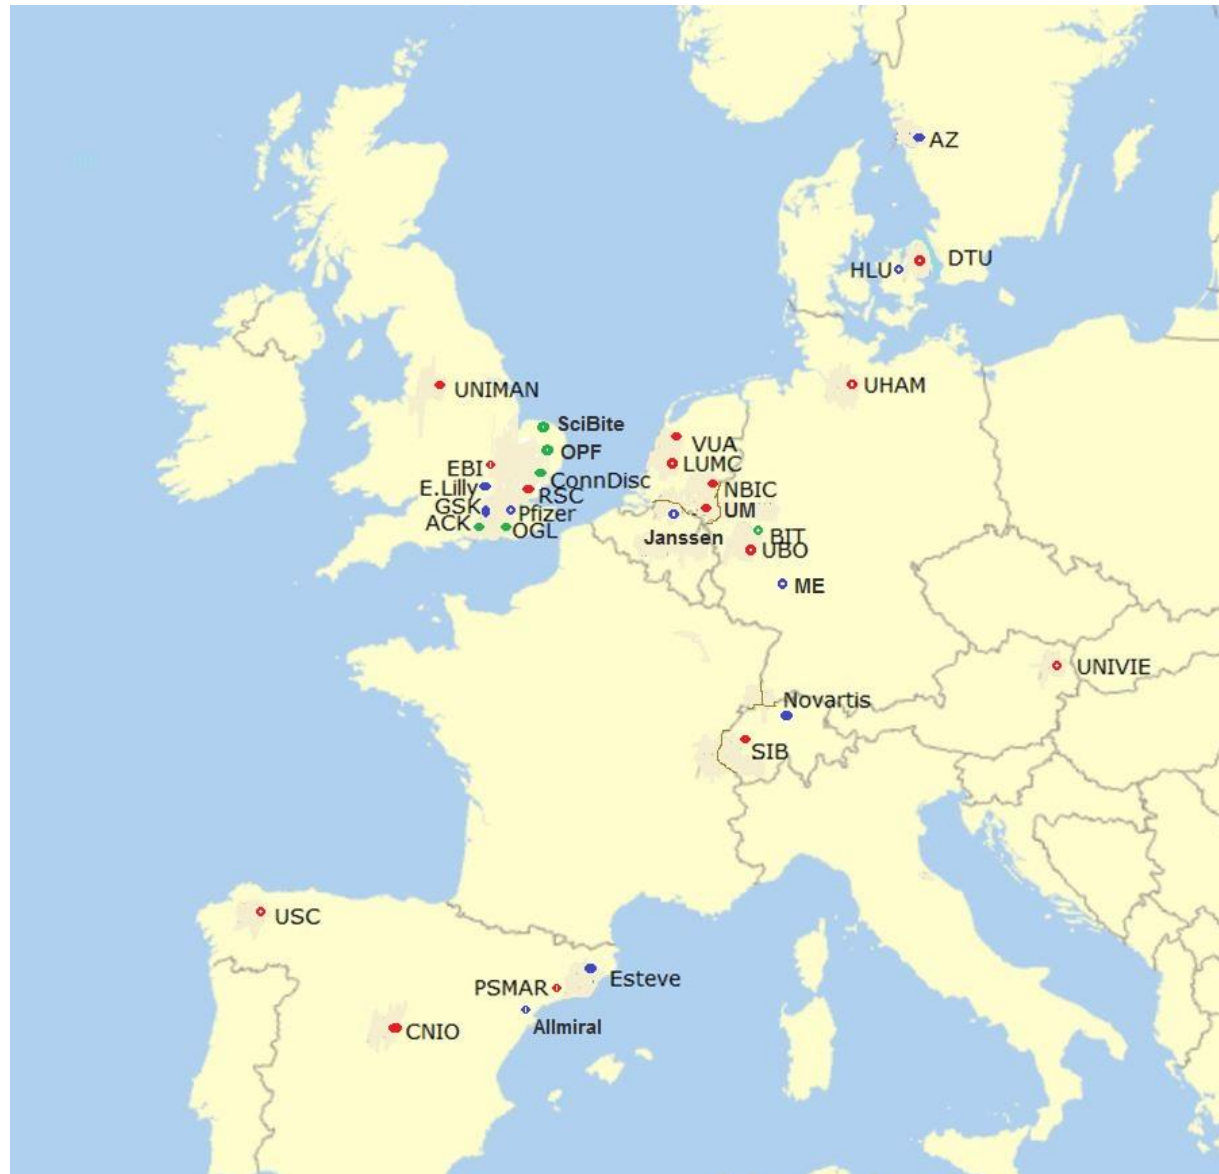 AZ
DTU
HLU
UHAM
UNIMAN
SciBite
OPF
VUA
LUMC
EBI
ConnDisc
E.Lilly
RSC
NBIC
GSK
Pfizer
UM
ACK
OGL
Janssen
BIT
UBO
ME
UNIVIE
Novartis
SIB
USC
Esteve
PSMAR
Allmiral
CNIO